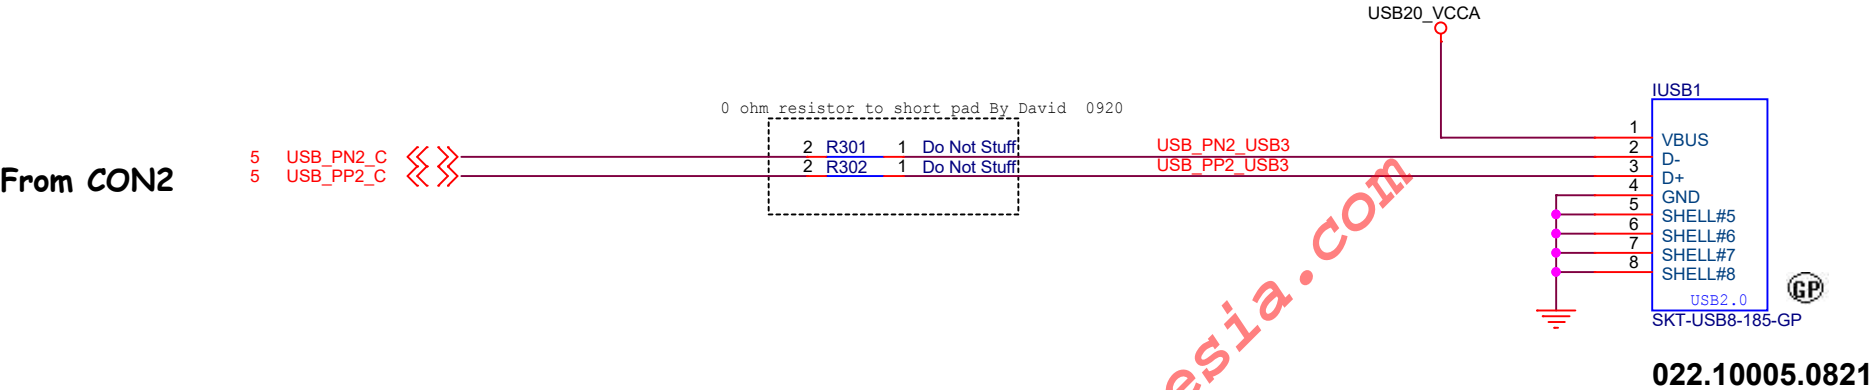 USB20_VCCA
IUSB1
0 ohm resistor to short pad By David 0920
From CON2
5 USB_PN2_C
5 USB_PP2_C
2 R301 1 Do Not Stuff
2 R302 1 Do Not Stuff
USB_PN2_USB3
USB_PP2_USB3
1 VBUS
2 D-
3 D+
4 GND
5 SHELL#5
6 SHELL#6
7 SHELL#7
8 SHELL#8
USB2.0
SKT-USB8-185-GP
GP
022.10005.0821
esia.com